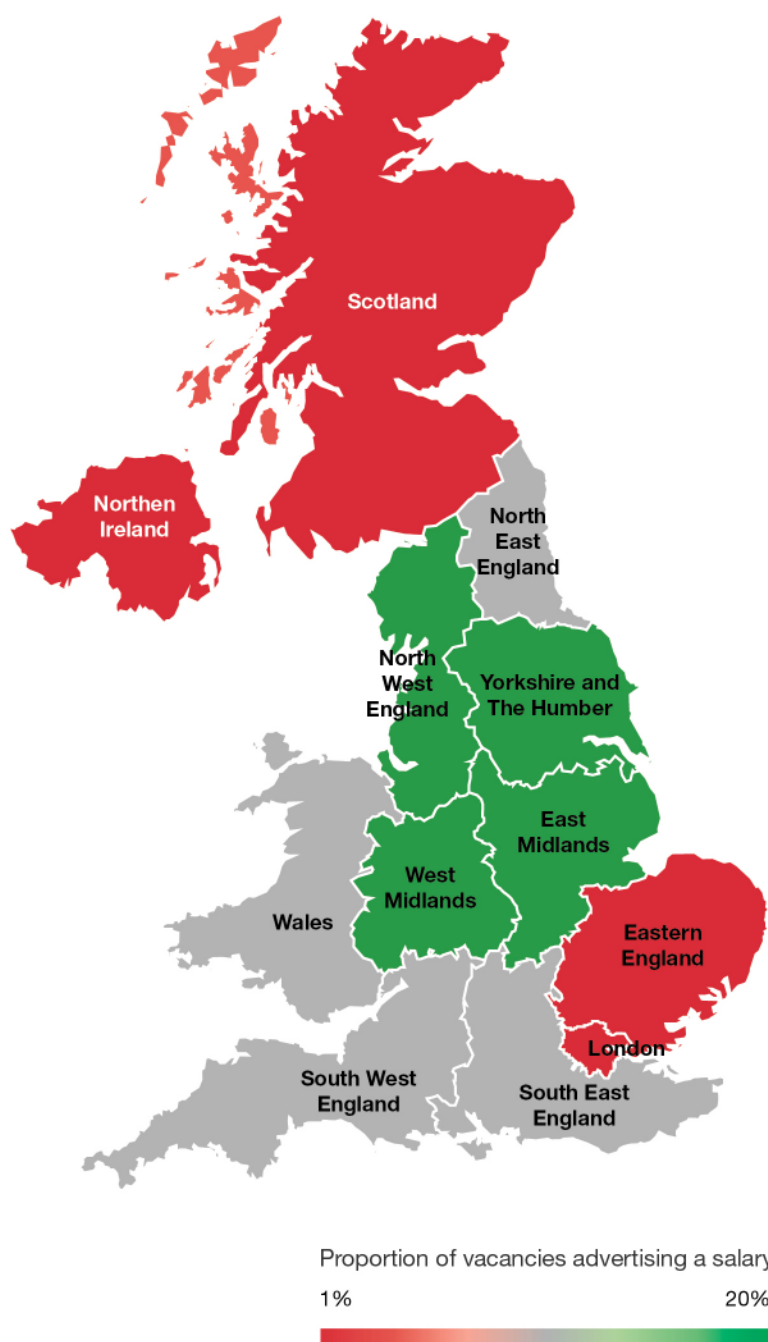 Scotland
Northen
Ireland
North
East
England
North
West
England
Yorkshire and
The Humber
East
Midlands
West
Midlands
Wales
Eastern
England
London
South West
England
South East
England
Proportion of vacancies advertising a salary
1%
20%